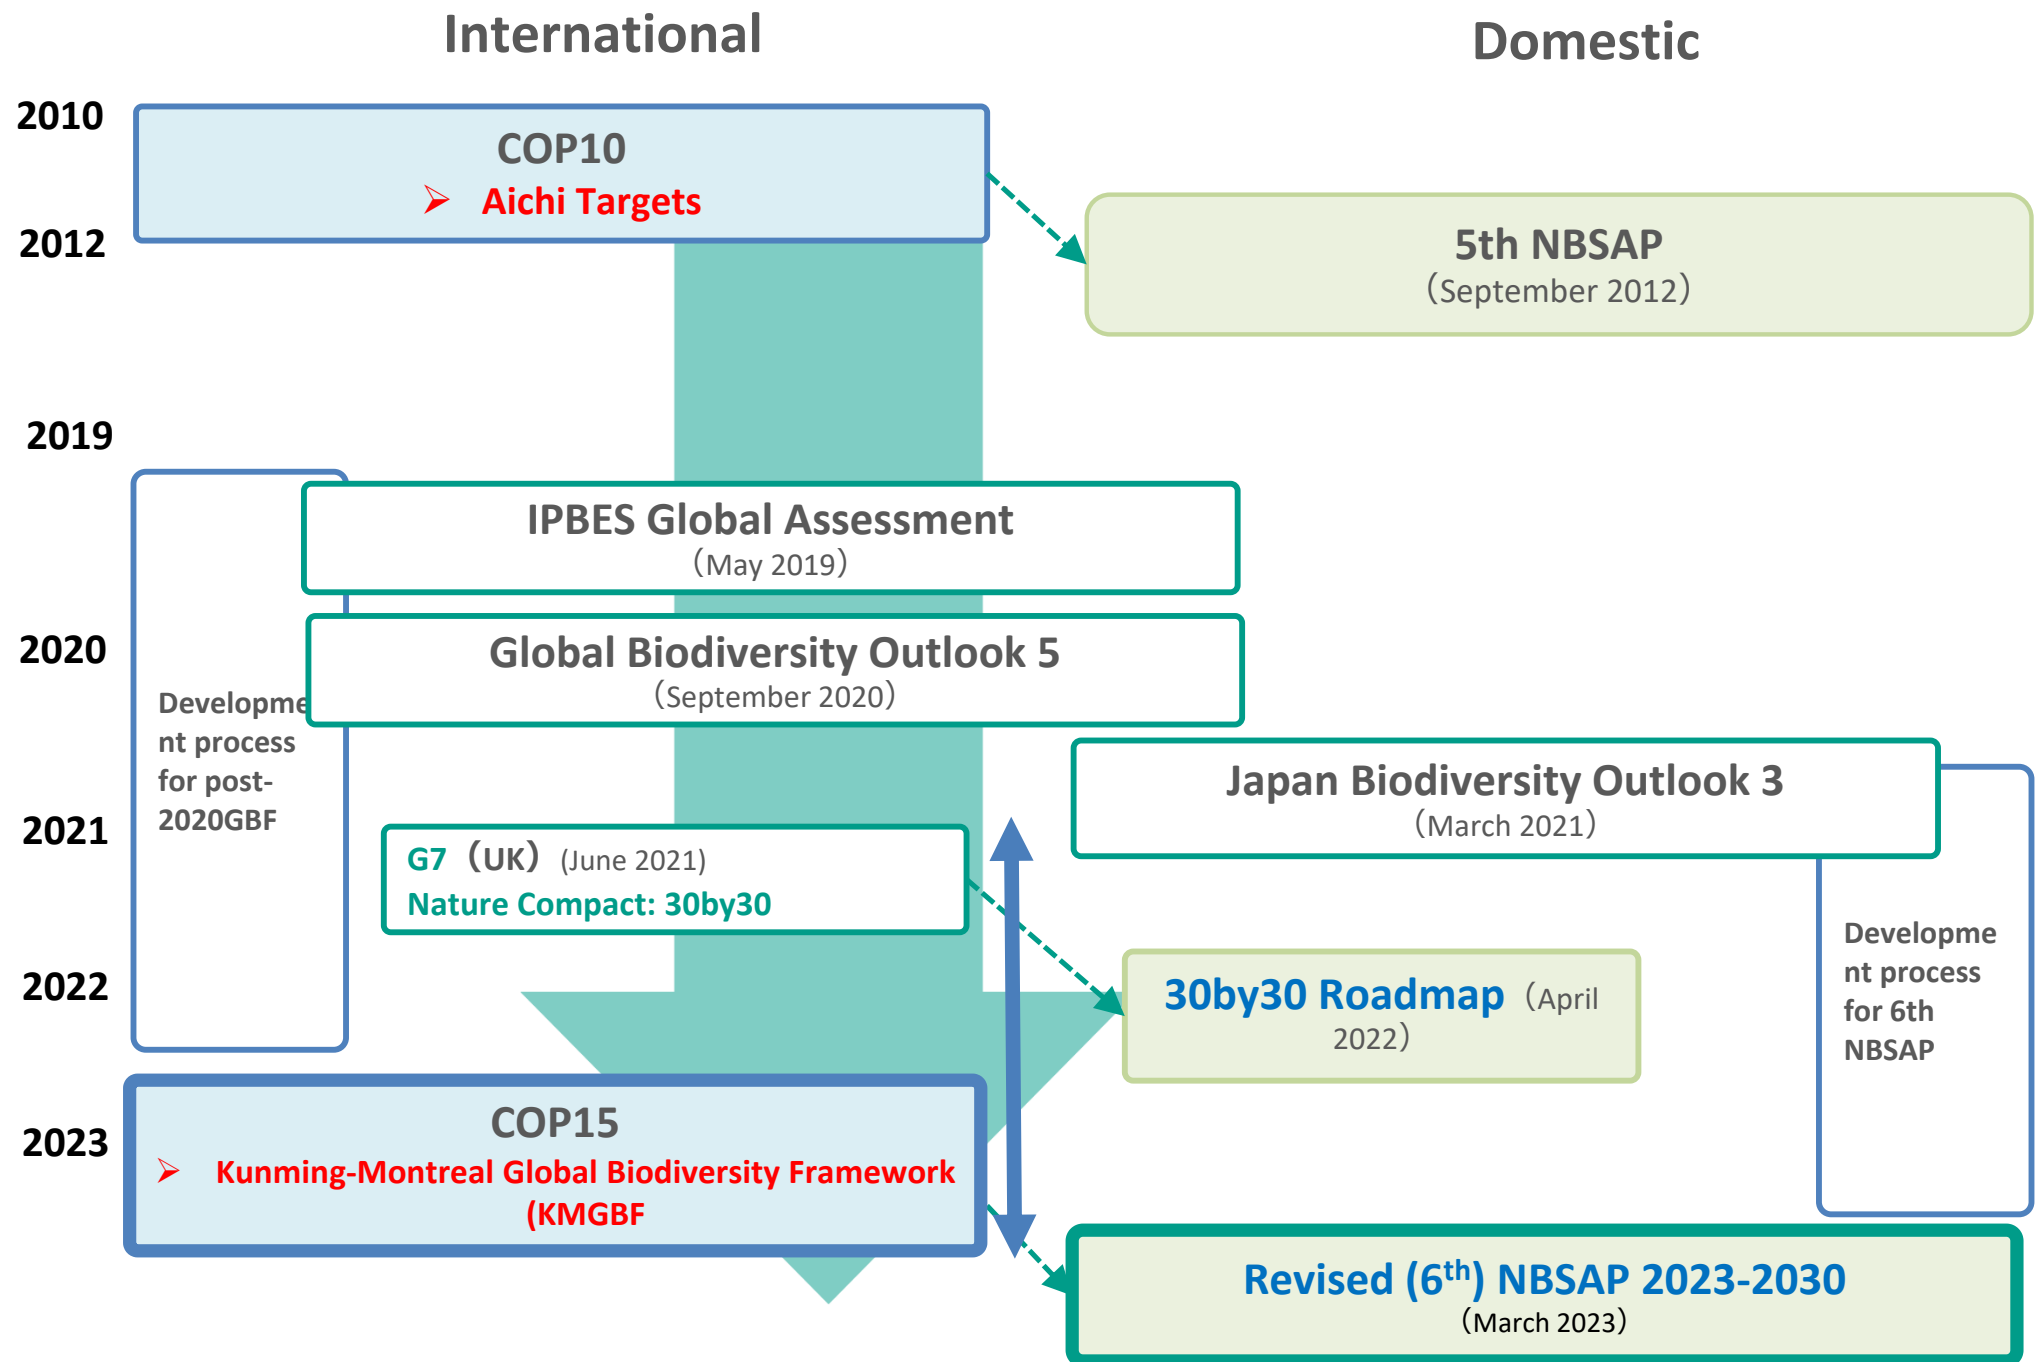 International
Domestic
2010
COP10
➢ Aichi Targets
2012
5th NBSAP
（September 2012）
2019
IPBES Global Assessment
（May 2019）
2020
Global Biodiversity Outlook 5
（September 2020）
Developme
nt process
for post-
2020GBF
Japan Biodiversity Outlook 3
（March 2021）
2021
G7（UK）(June 2021)
Nature Compact: 30by30
2022
30by30 Roadmap（April
2022）
Developme
nt process
for 6th
NBSAP
2023
COP15
➢ Kunming-Montreal Global Biodiversity Framework
(KMGBF
Revised (6th) NBSAP 2023-2030
（March 2023）